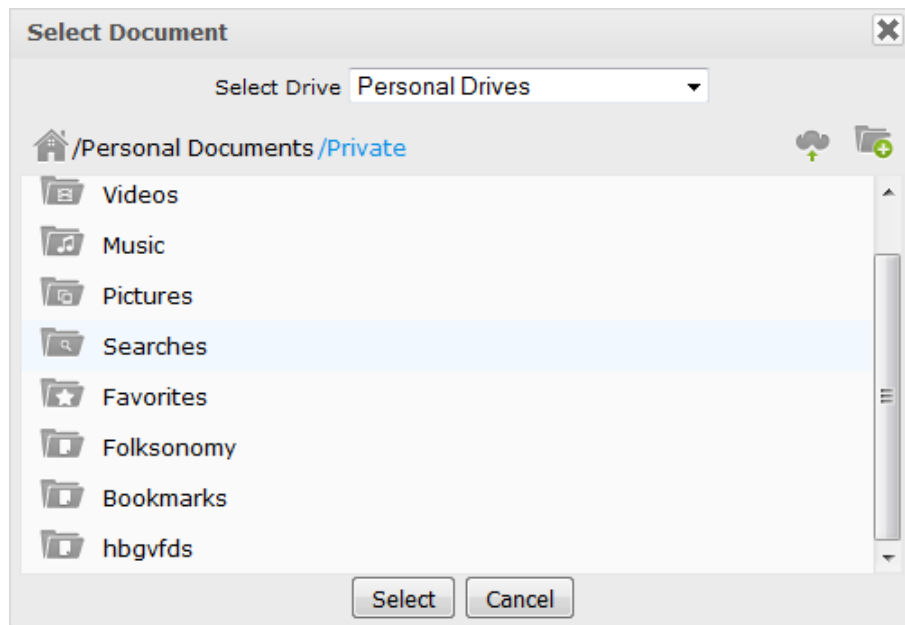 Select Document
Select Drive Personal Drives
/Personal Documents/Private
Videos
Music
Pictures
Searches
Favorites
Folksonomy
Bookmarks
hbgvfds
Select Cancel